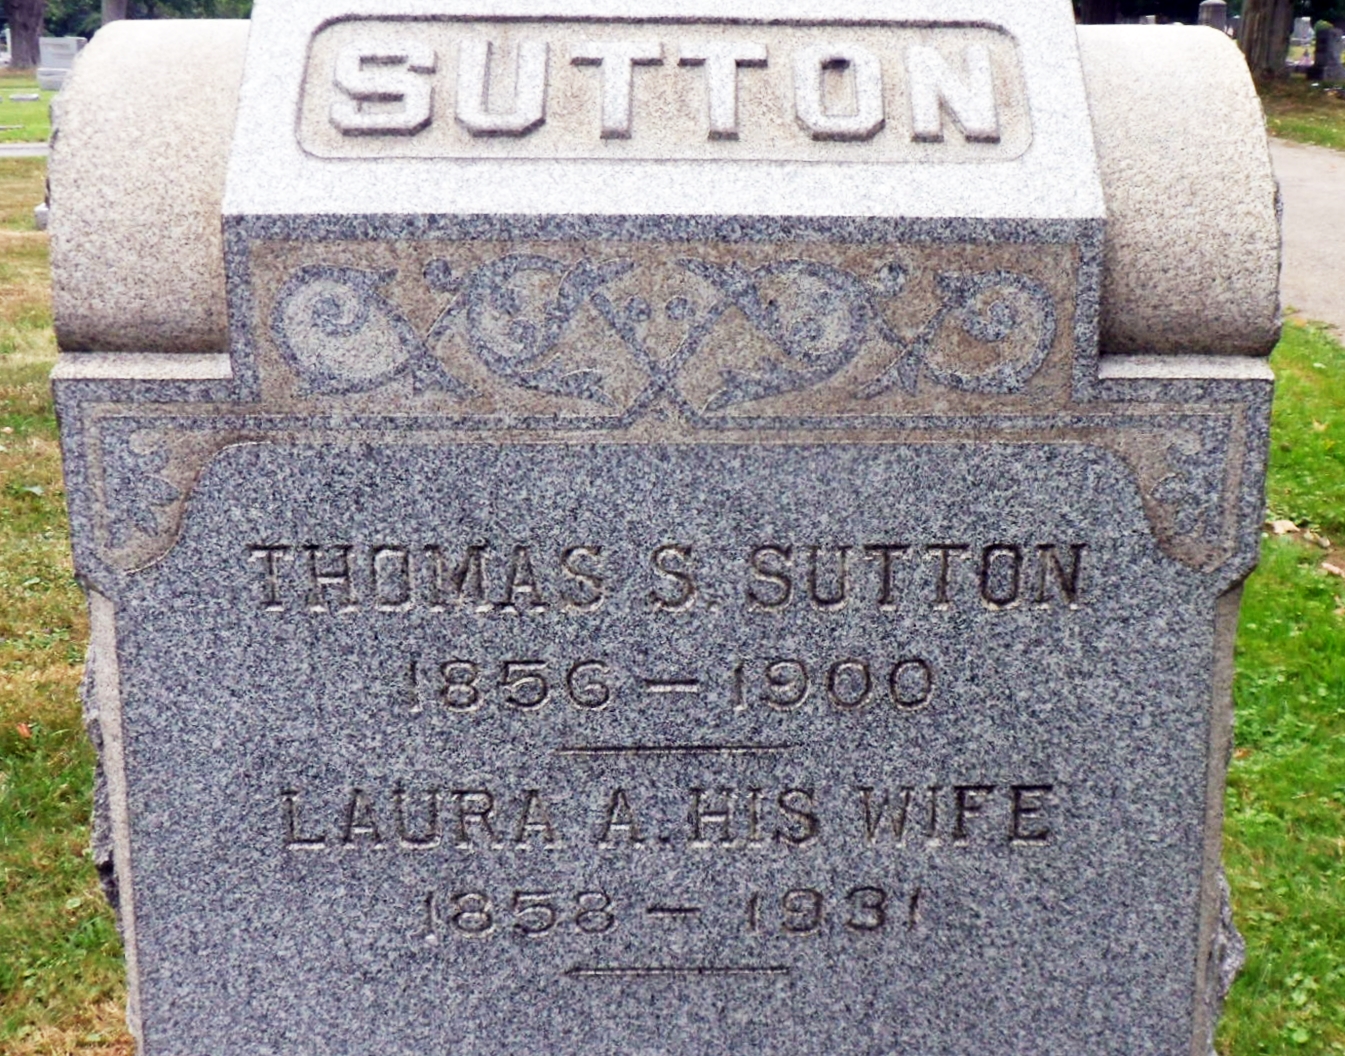 SUTTON
THOMAS S. SUTTON
1856 – 1900
LAURA A. HIS WIFE
1858 – 1931